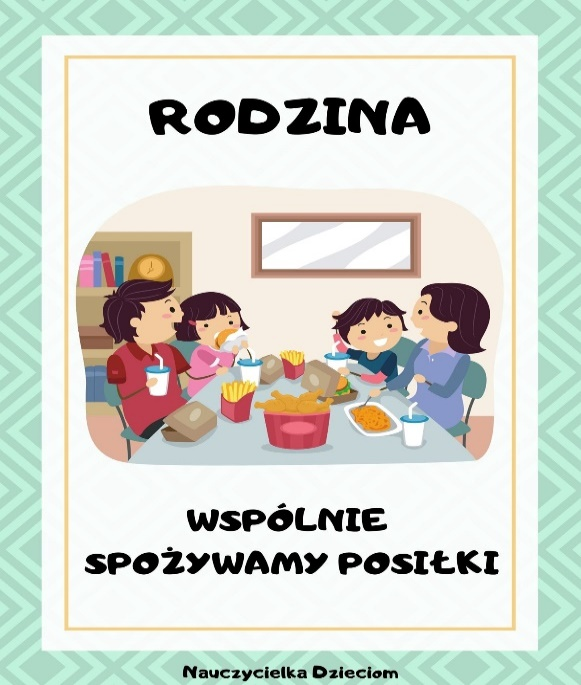 RODZINA
WSPÓLNIE
SPOŻYWAMY POSIŁKI
Nauczycielka Dzieciom